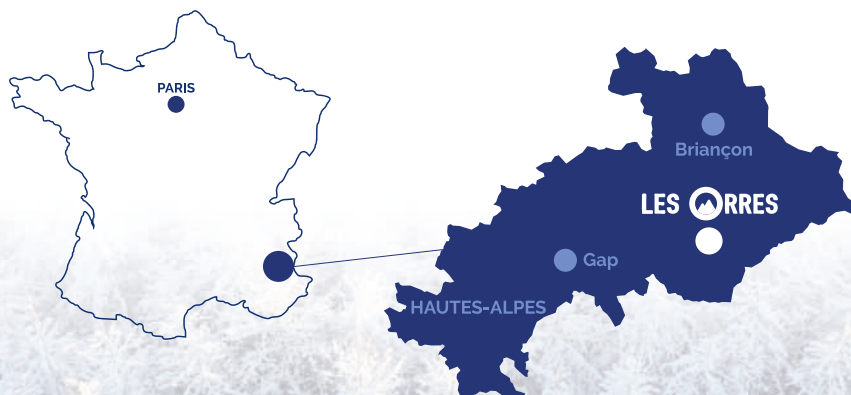 PARIS
Briançon
LES ORRES
Gap
HAUTES-ALPES